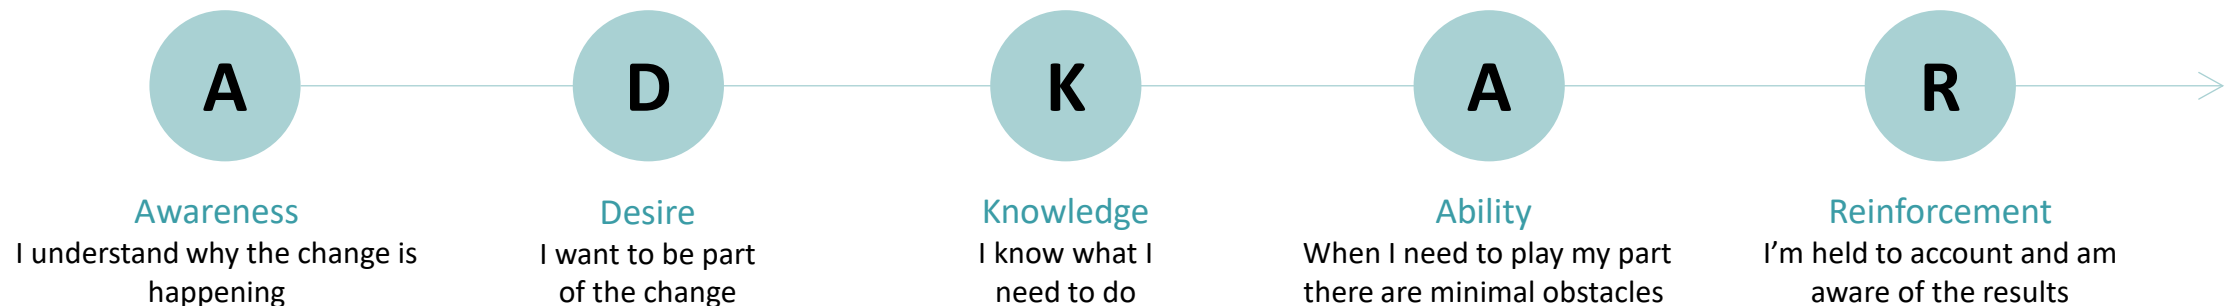 A
D
K
A
R
Awareness
I understand why the change is
happening
Desire
I want to be part
of the change
Knowledge
I know what I
need to do
Ability
When I need to play my part
there are minimal obstacles
Reinforcement
I’m held to account and am
aware of the results